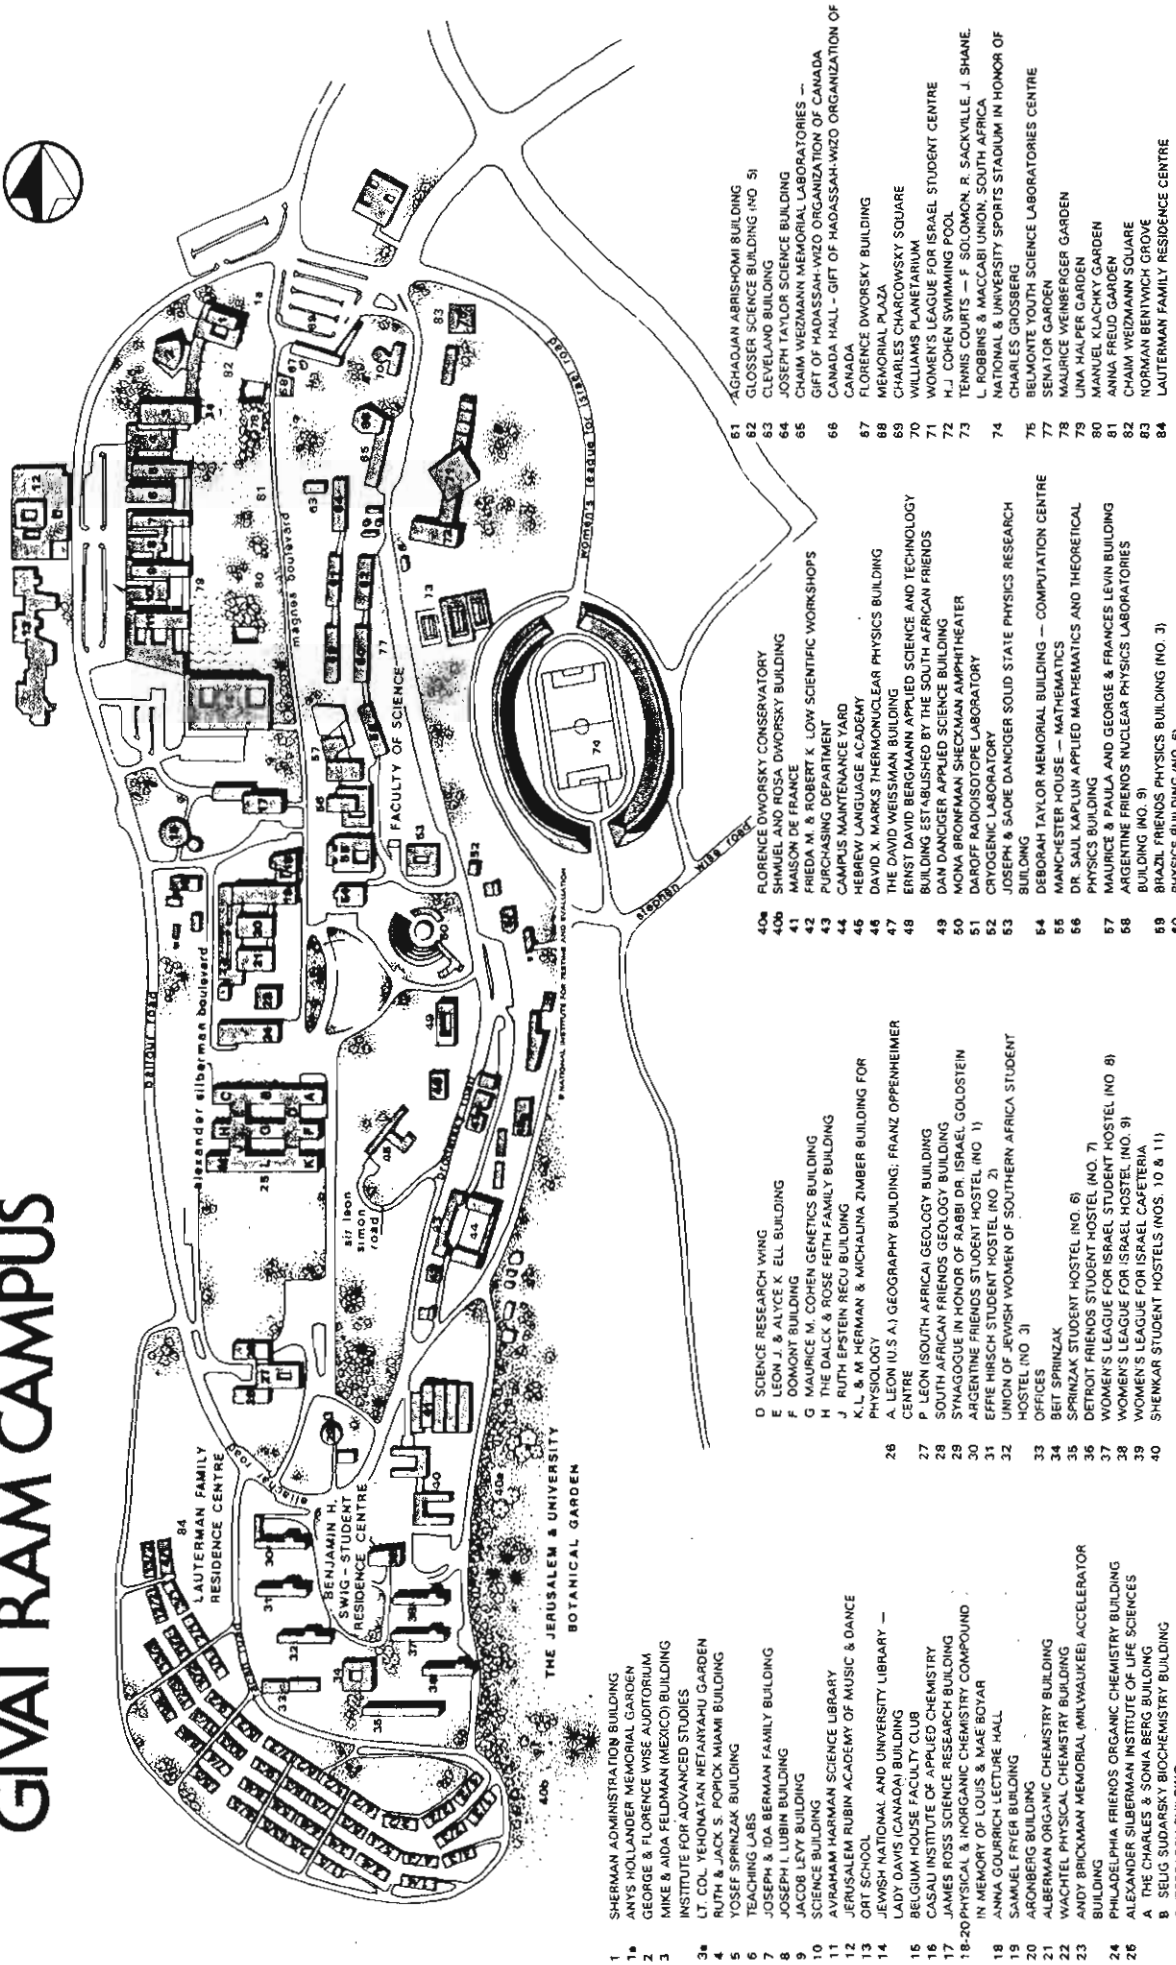 GIVAT RAM CAMPUS
LAUTERMAN FAMILY
RESIDENCE CENTRE
84
BENJAMIN H.
SWIG – STUDENT
RESIDENCE CENTRE
THE JERUSALEM & UNIVERSITY
BOTANICAL GARDEN
balfour road
alexander silberman boulevard
sir leon
simon
road
magnes boulevard
FACULTY OF SCIENCE
NATIONAL INSTITUTE FOR TESTING AND EVALUATION
stephen wise road
women's league for israel road
1 SHERMAN ADMINISTRATION BUILDING
1a ANYS HOLLANDER MEMORIAL GARDEN
2 GEORGE & FLORENCE WISE AUDITORIUM
3 MIKE & AIDA FELDMAN (MEXICO) BUILDING
INSTITUTE FOR ADVANCED STUDIES
3a LT. COL. YEHONATAN NETANYAHU GARDEN
4 RUTH & JACK S. POPICK MIAMI BUILDING
5 YOSEF SPRINZAK BUILDING
6 TEACHING LABS
7 JOSEPH & IDA BERMAN FAMILY BUILDING
8 JOSEPH I. LUBIN BUILDING
9 JACOB LEVY BUILDING
10 SCIENCE BUILDING
11 AVRAHAM HARMAN SCIENCE LIBRARY
12 JERUSALEM RUBIN ACADEMY OF MUSIC & DANCE
13 ORT SCHOOL
14 JEWISH NATIONAL AND UNIVERSITY LIBRARY —
LADY DAVIS (CANADA) BUILDING
15 BELGIUM HOUSE FACULTY CLUB
16 CASALI INSTITUTE OF APPLIED CHEMISTRY
17 JAMES ROSS SCIENCE RESEARCH BUILDING
18-20 PHYSICAL & INORGANIC CHEMISTRY COMPOUND
IN MEMORY OF LOUIS & MAE BOYAR
18 ANNA GOURRICH LECTURE HALL
19 SAMUEL FRYER BUILDING
20 ARONBERG BUILDING
21 ALBERMAN ORGANIC CHEMISTRY BUILDING
22 WACHTEL PHYSICAL CHEMISTRY BUILDING
23 ANDY BRICKMAN MEMORIAL (MILWAUKEE) ACCELERATOR
BUILDING
24 PHILADELPHIA FRIENDS ORGANIC CHEMISTRY BUILDING
25 ALEXANDER SILBERMAN INSTITUTE OF LIFE SCIENCES
A THE CHARLES & SONIA BERG BUILDING
B SELIG SUDARSKY BIOCHEMISTRY BUILDING
D SCIENCE RESEARCH WING
E LEON J. & ALYCE K. ELL BUILDING
F DOMONT BUILDING
G MAURICE M. COHEN GENETICS BUILDING
H THE DALCK & ROSE FEITH FAMILY BUILDING
J RUTH EPSTEIN RECU BUILDING
K, L, & M HERMAN & MICHALINA ZIMBER BUILDING FOR
PHYSIOLOGY
26 A. LEON (U.S.A.) GEOGRAPHY BUILDING; FRANZ OPPENHEIMER
CENTRE
27 P LEON (SOUTH AFRICA) GEOLOGY BUILDING
28 SOUTH AFRICAN FRIENDS GEOLOGY BUILDING
29 SYNAGOGUE IN HONOR OF RABBI DR. ISRAEL GOLDSTEIN
30 ARGENTINE FRIENDS STUDENT HOSTEL (NO 1)
31 EFFIE HIRSCH STUDENT HOSTEL (NO 2)
32 UNION OF JEWISH WOMEN OF SOUTHERN AFRICA STUDENT
HOSTEL (NO 3)
33 OFFICES
34 BEIT SPRINZAK
35 SPRINZAK STUDENT HOSTEL (NO. 6)
36 DETROIT FRIENDS STUDENT HOSTEL (NO. 7)
37 WOMEN'S LEAGUE FOR ISRAEL STUDENT HOSTEL (NO 8)
38 WOMEN'S LEAGUE FOR ISRAEL HOSTEL (NO. 9)
39 WOMEN'S LEAGUE FOR ISRAEL CAFETERIA
40 SHENKAR STUDENT HOSTELS (NOS. 10 & 11)
40a FLORENCE DWORSKY CONSERVATORY
40b SHMUEL AND ROSA DWORSKY BUILDING
41 MAISON DE FRANCE
42 FRIEDA M. & ROBERT K. LOW SCIENTIFIC WORKSHOPS
43 PURCHASING DEPARTMENT
44 CAMPUS MAINTENANCE YARD
45 HEBREW LANGUAGE ACADEMY
46 DAVID X. MARKS THERMONUCLEAR PHYSICS BUILDING
47 THE DAVID WEISSMAN BUILDING
48 ERNST DAVID BERGMANN APPLIED SCIENCE AND TECHNOLOGY
BUILDING ESTABLISHED BY THE SOUTH AFRICAN FRIENDS
49 DAN DANCIGER APPLIED SCIENCE BUILDING
50 MONA BRONFMAN SHECKMAN AMPHITHEATER
51 DAROFF RADIOISOTOPE LABORATORY
52 CRYOGENIC LABORATORY
53 JOSEPH & SADIE DANCIGER SOLID STATE PHYSICS RESEARCH
BUILDING
54 DEBORAH TAYLOR MEMORIAL BUILDING — COMPUTATION CENTRE
55 MANCHESTER HOUSE — MATHEMATICS
56 DR. SAUL KAPLUN APPLIED MATHEMATICS AND THEORETICAL
PHYSICS BUILDING
57 MAURICE & PAULA AND GEORGE & FRANCES LEVIN BUILDING
58 ARGENTINE FRIENDS NUCLEAR PHYSICS LABORATORIES
BUILDING (NO. 9)
59 BRAZIL FRIENDS PHYSICS BUILDING (NO. 3)
61 AGHADJAN ABRISHOMI BUILDING
62 GLOSSER SCIENCE BUILDING (NO 5)
63 CLEVELAND BUILDING
64 JOSEPH TAYLOR SCIENCE BUILDING
65 CHAIM WEIZMANN MEMORIAL LABORATORIES —
GIFT OF HADASSAH-WIZO ORGANIZATION OF CANADA
66 CANADA HALL - GIFT OF HADASSAH-WIZO ORGANIZATION OF
CANADA
67 FLORENCE DWORSKY BUILDING
68 MEMORIAL PLAZA
69 CHARLES CHARCOWSKY SQUARE
70 WILLIAMS PLANETARIUM
71 WOMEN'S LEAGUE FOR ISRAEL STUDENT CENTRE
72 H.J. COHEN SWIMMING POOL
73 TENNIS COURTS — F SOLOMON, R. SACKVILLE, J. SHANE,
L. ROBBINS & MACCABI UNION, SOUTH AFRICA
74 NATIONAL & UNIVERSITY SPORTS STADIUM IN HONOR OF
CHARLES GROSBERG
75 BELMONTE YOUTH SCIENCE LABORATORIES CENTRE
77 SENATOR GARDEN
78 MAURICE WEINBERGER GARDEN
79 LINA HALPER GARDEN
80 MANUEL KLACHKY GARDEN
81 ANNA FREUD GARDEN
82 CHAIM WEIZMANN SQUARE
83 NORMAN BENTWICH GROVE
84 LAUTERMAN FAMILY RESIDENCE CENTRE